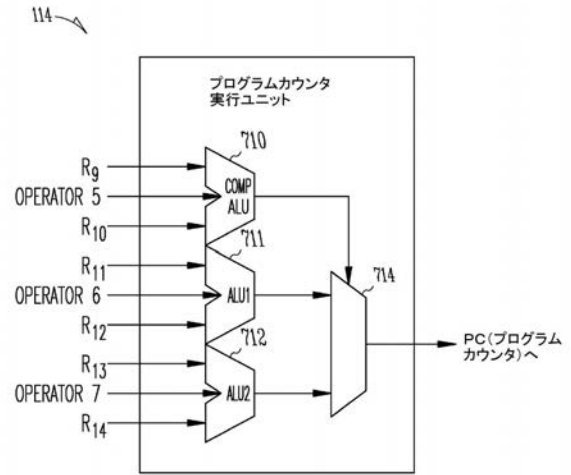 114
プログラムカウンタ
実行ユニット
710
R9
OPERATOR 5
COMP
ALU
R10
711
R11
714
OPERATOR 6
ALU1
R12
712
PC(プログラム
カウンタ)へ
R13
OPERATOR 7
ALU2
R14